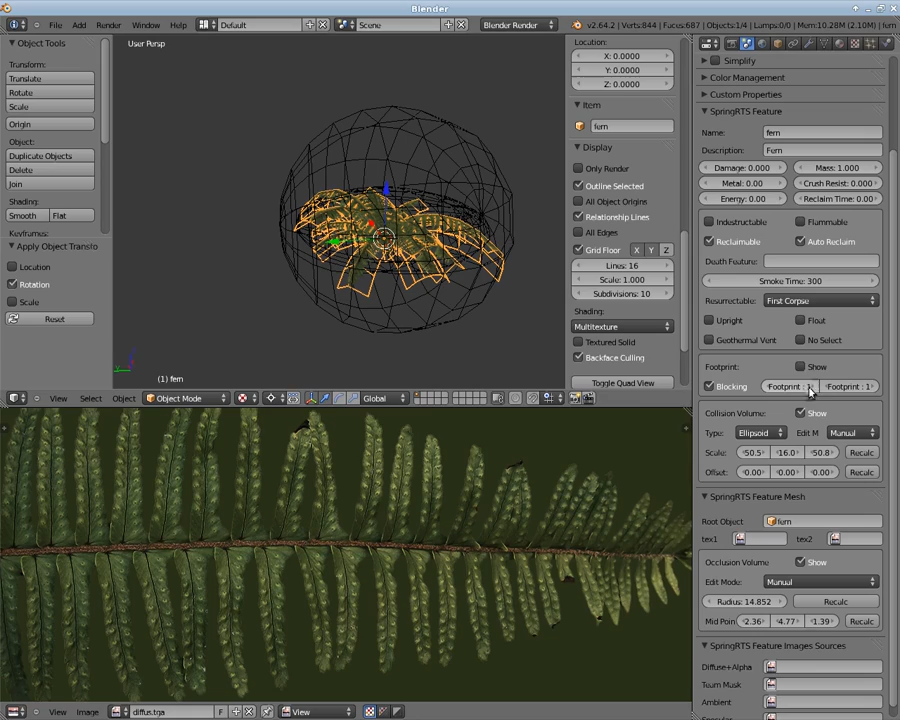 Blender
File Add Render Window Help Default Scene Blender Render v2.64.2 | Verts:844 | Faces:687 | Objects:1/4 | Lamps:0/0 | Mem:10.28M (2.10M) | fern
Object Tools
Transform:
Translate
Rotate
Scale
Origin
Object:
Duplicate Objects
Delete
Join
Shading:
Smooth Flat
Keyframes:
Apply Object Transfo
Location
Rotation
Scale
Reset
User Persp
(1) fern
View Select Object Object Mode Global
Location:
X: 0.0000
Y: 0.0000
Z: 0.0000
Item
fern
Display
Only Render
Outline Selected
All Object Origins
Relationship Lines
All Edges
Grid Floor X Y Z
Lines: 16
Scale: 1.000
Subdivisions: 10
Shading:
Multitexture
Textured Solid
Backface Culling
Toggle Quad View
Simplify
Color Management
Custom Properties
SpringRTS Feature
Name: fern
Description: Fern
Damage: 0.000 Mass: 1.000
Metal: 0.00 Crush Resist: 0.000
Energy: 0.00 Reclaim Time: 0.00
Indestructable Flammable
Reclaimable Auto Reclaim
Death Feature:
Smoke Time: 300
Resurrectable: First Corpse
Upright Float
Geothermal Vent No Select
Footprint: Show
Blocking Footprint : 1 Footprint : 1
Collision Volume: Show
Type: Ellipsoid Edit M Manual
Scale: 50.5 16.0 50.8 Recalc
Offset: 0.00 0.00 0.00 Recalc
SpringRTS Feature Mesh
Root Object fern
tex1 tex2
Occlusion Volume Show
Edit Mode: Manual
Radius: 14.852 Recalc
Mid Poin 2.36 4.77 1.39 Recalc
SpringRTS Feature Images Sources
Diffuse+Alpha
Team Mask
Ambient
View Image diffus.tga F View